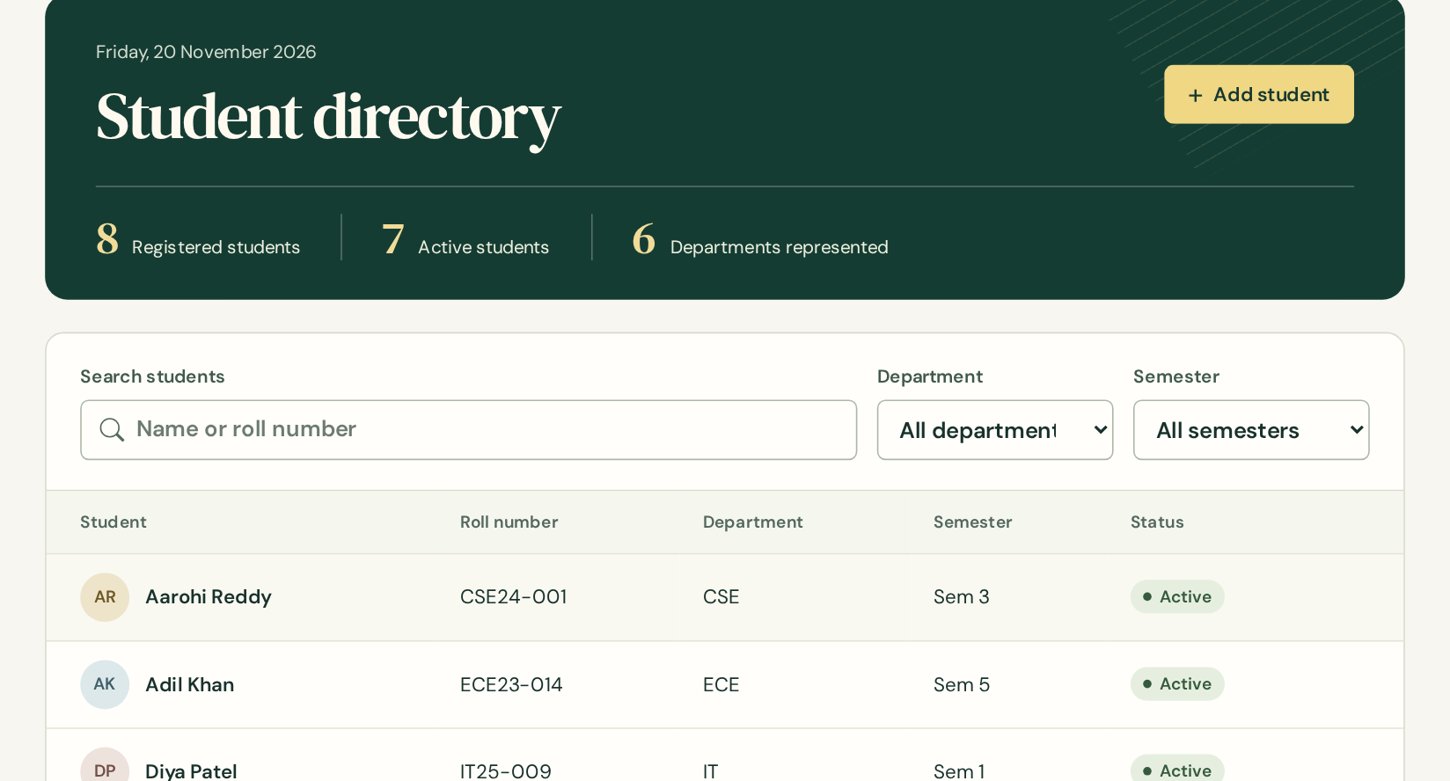 Friday, 20 November 2026
Student directory
+ Add student
8 Registered students
7 Active students
6 Departments represented
Search students
Department
Semester
Name or roll number
All department
All semesters
Student Roll number Department Semester Status
AR Aarohi Reddy CSE24-001 CSE Sem 3 Active
AK Adil Khan ECE23-014 ECE Sem 5 Active
DP Diya Patel IT25-009 IT Sem 1 Active